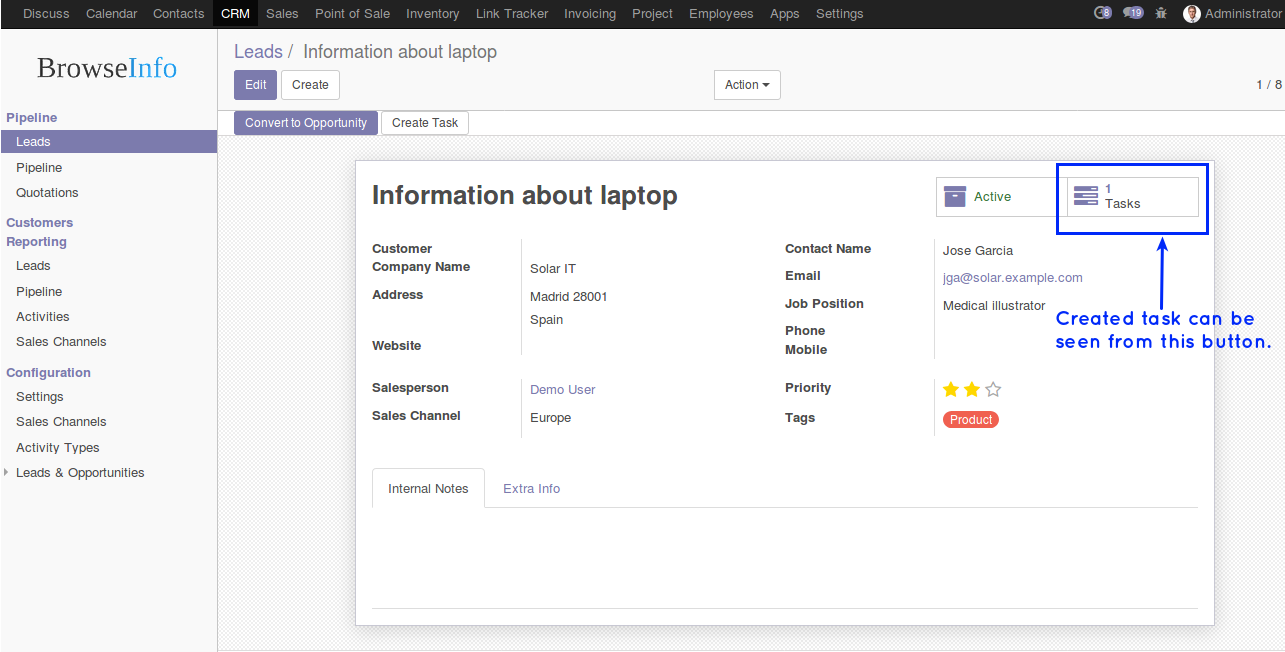 Discuss Calendar Contacts CRM Sales Point of Sale Inventory Link Tracker Invoicing Project Employees Apps Settings 8 19 Administrator
BrowseInfo
Leads / Information about laptop
Edit Create Action 1 / 8
Convert to Opportunity Create Task
Pipeline
Leads
Pipeline
Quotations
Customers
Reporting
Leads
Pipeline
Activities
Sales Channels
Configuration
Settings
Sales Channels
Activity Types
Leads & Opportunities
Information about laptop
Active
1
Tasks
Customer
Company Name Solar IT
Address Madrid 28001
Spain
Website
Contact Name Jose Garcia
Email jga@solar.example.com
Job Position Medical illustrator
Phone
Mobile
Created task can be
seen from this button.
Salesperson Demo User
Sales Channel Europe
Priority
Tags Product
Internal Notes Extra Info